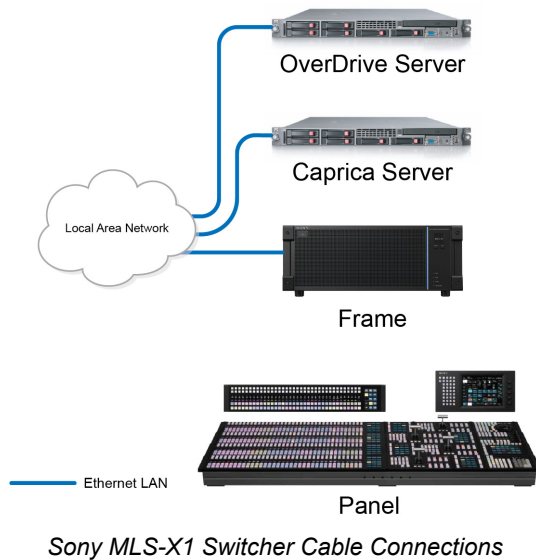 OverDrive Server
Caprica Server
Local Area Network
Frame
Ethernet LAN
Panel
Sony MLS-X1 Switcher Cable Connections